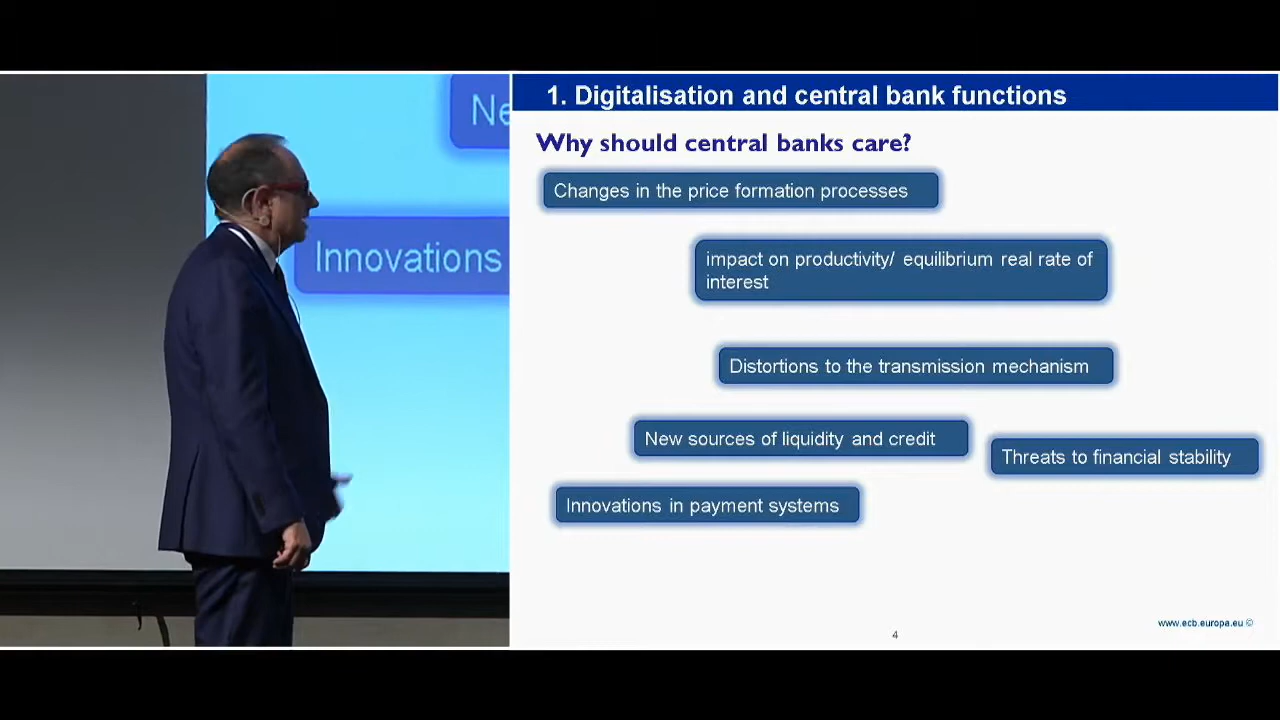 Ne
Innovations
1. Digitalisation and central bank functions
Why should central banks care?
Changes in the price formation processes
impact on productivity/ equilibrium real rate of
interest
Distortions to the transmission mechanism
New sources of liquidity and credit
Threats to financial stability
Innovations in payment systems
www.ecb.europa.eu ©
4